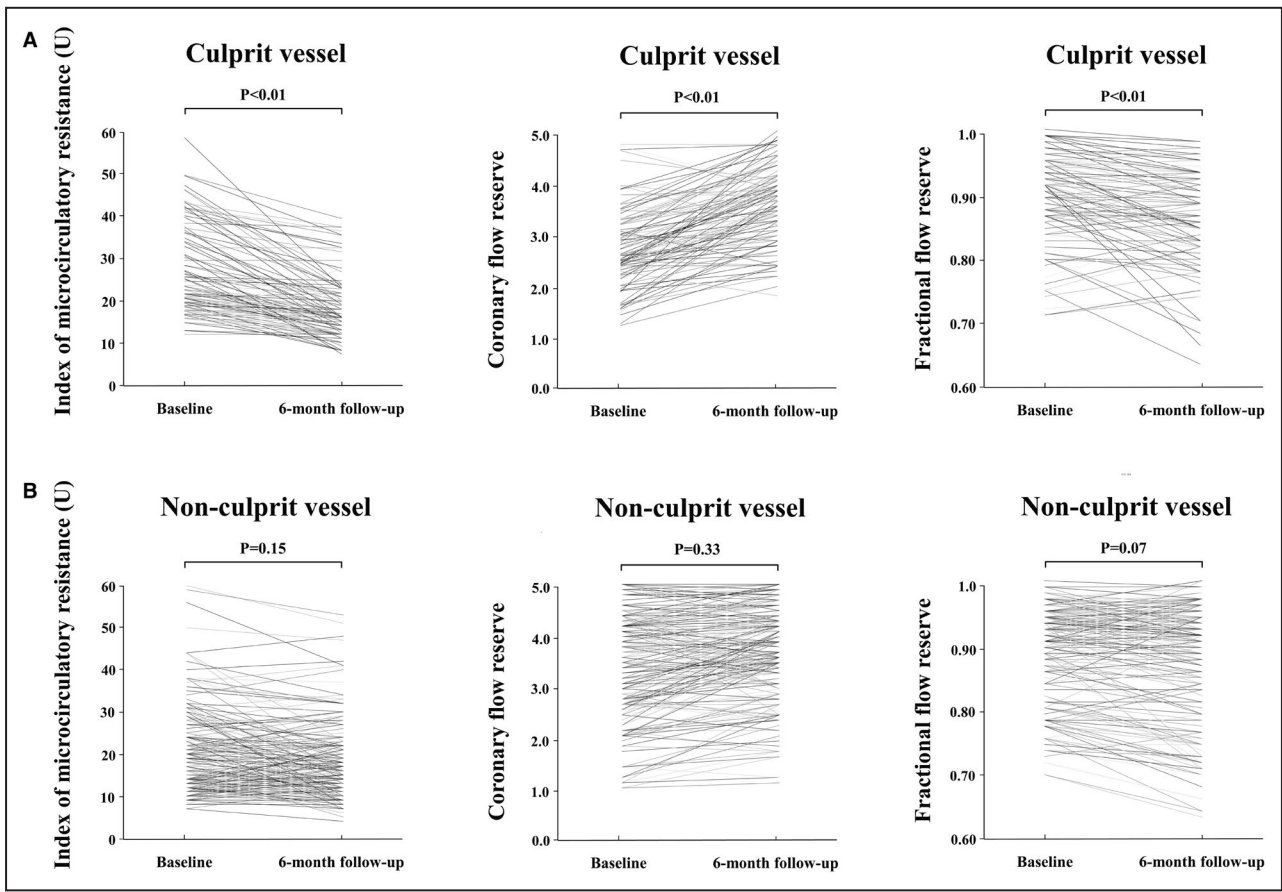 A
Index of microcirculatory resistance (U)
Culprit vessel
P<0.01
60
50
40
30
20
10
0
Baseline
6-month follow-up
Coronary flow reserve
Culprit vessel
P<0.01
5.0
4.0
3.0
2.0
1.0
0.0
Baseline
6-month follow-up
Fractional flow reserve
Culprit vessel
P<0.01
1.0
0.90
0.80
0.70
0.60
Baseline
6-month follow-up
B
Index of microcirculatory resistance (U)
Non-culprit vessel
P=0.15
60
50
40
30
20
10
0
Baseline
6-month follow-up
Coronary flow reserve
Non-culprit vessel
P=0.33
5.0
4.0
3.0
2.0
1.0
0.0
Baseline
6-month follow-up
Fractional flow reserve
Non-culprit vessel
P=0.07
1.0
0.90
0.80
0.70
0.60
Baseline
6-month follow-up